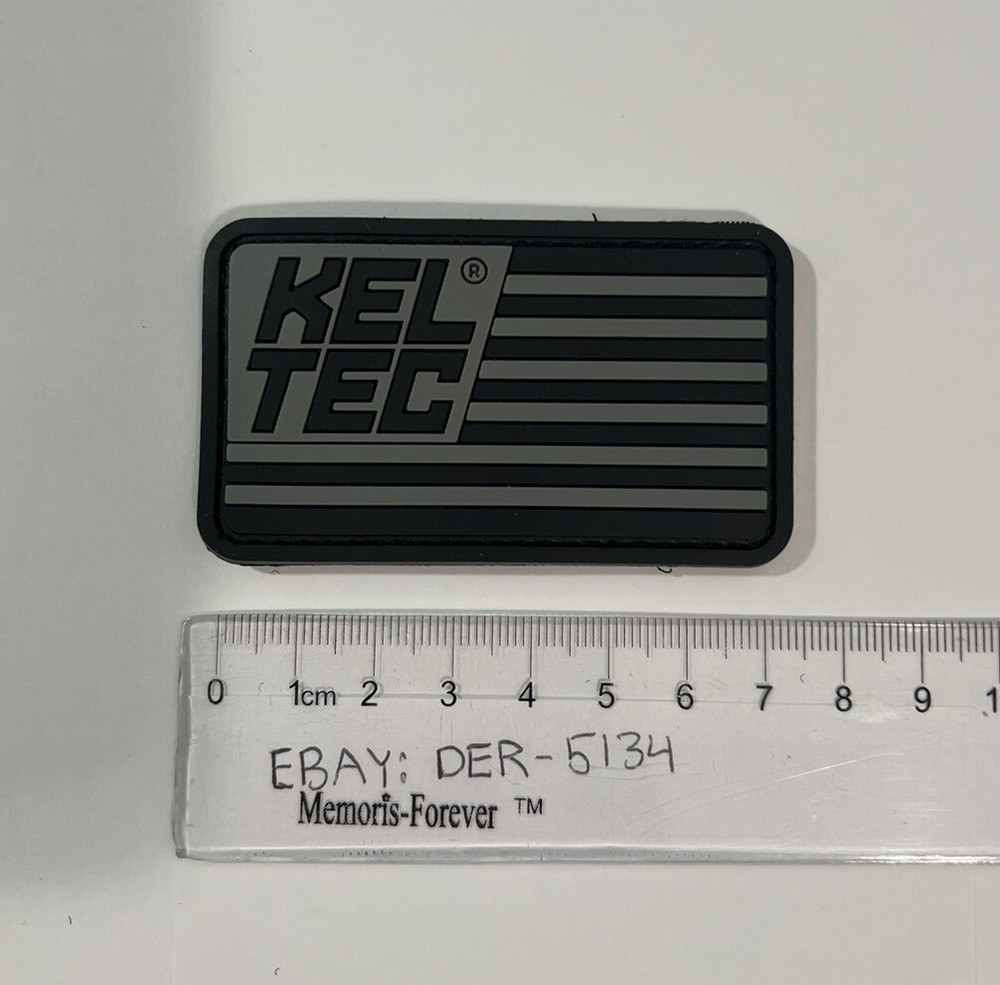 KEL®
TEC
0 1cm 2 3 4 5 6 7 8 9 1
EBAY: DER-5134
Memoris-Forever TM